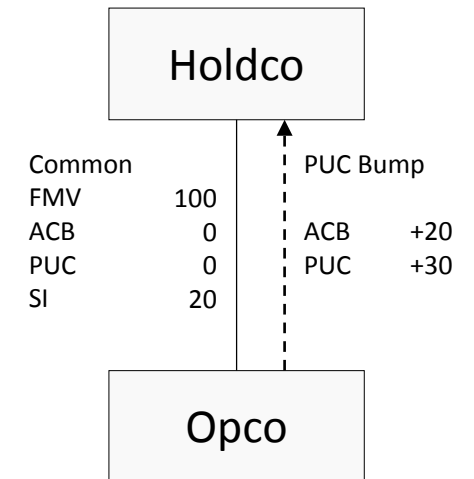 Holdco
Common
FMV 100
ACB 0
PUC 0
SI 20
PUC Bump
ACB +20
PUC +30
Opco